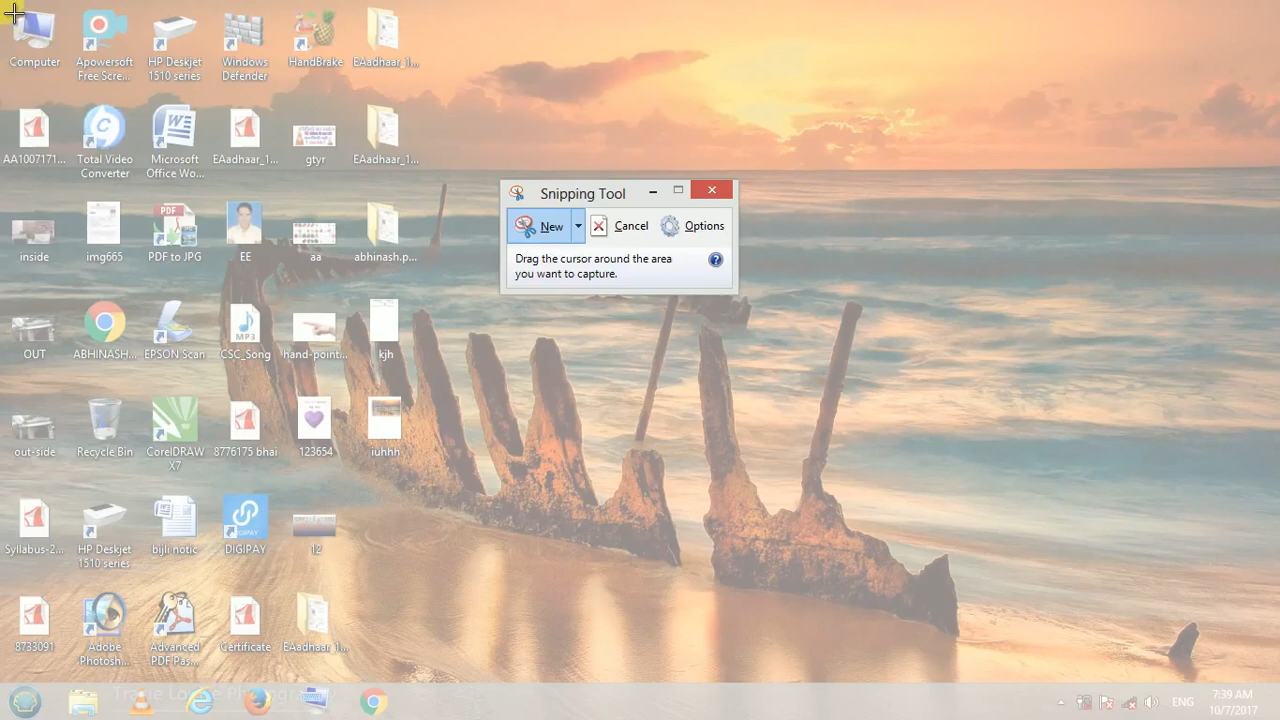 Computer
Apowersoft
Free Scre...
HP Deskjet
1510 series
Windows
Defender
HandBrake
EAadhaar_1...
AA1007171...
Total Video
Converter
Microsoft
Office Wo...
EAadhaar_1...
gtyr
EAadhaar_1...
inside
img665
PDF
PDF to JPG
EE
aa
abhinash.p...
Snipping Tool
New
Cancel
Options
Drag the cursor around the area
you want to capture.
OUT
ABHINASH...
EPSON Scan
MP3
CSC_Song
hand-point...
kjh
out-side
Recycle Bin
CorelDRAW
X7
8776175 bhai
123654
iuhhh
Syllabus-2...
HP Deskjet
1510 series
bijli notic
DIGIPAY
DIGIPAY
12
8733091
Adobe
Photosh...
Advanced
PDF Pas...
Certificate
EAadhaar_1...
ENG
7:39 AM
10/7/2017